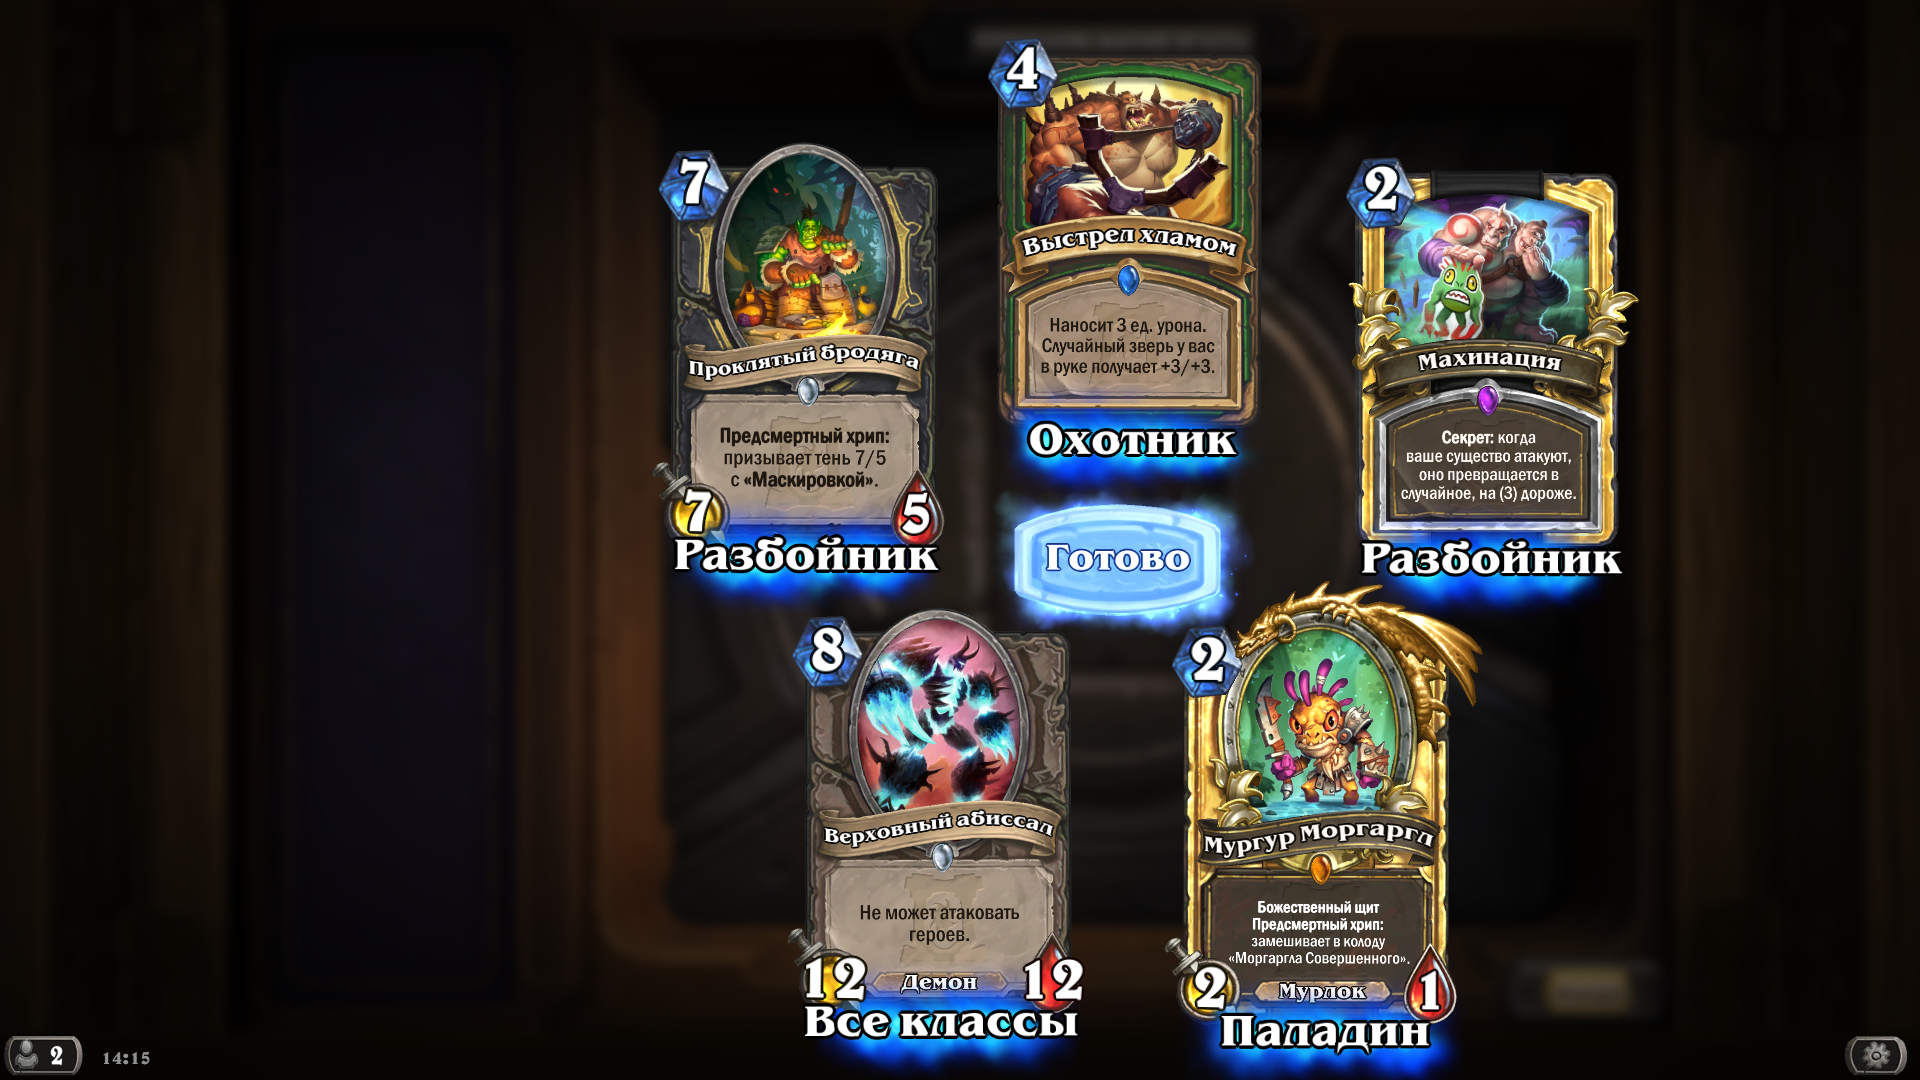 4
Выстрел хламом
Наносит 3 ед. урона.
Случайный зверь у вас
в руке получает +3/+3.
Охотник
7
Проклятый бродяга
Предсмертный хрип:
призывает тень 7/5
с «Маскировкой».
7
5
Разбойник
2
Махинация
Секрет: когда
ваше существо атакуют,
оно превращается в
случайное, на (3) дороже.
Разбойник
Готово
8
Верховный абиссал
Не может атаковать
героев.
12
Демон
12
Все классы
2
Мургур Моргаргл
Божественный щит
Предсмертный хрип:
замешивает в колоду
«Моргаргла Совершенного».
2
Мурлок
1
Паладин
2
14:15